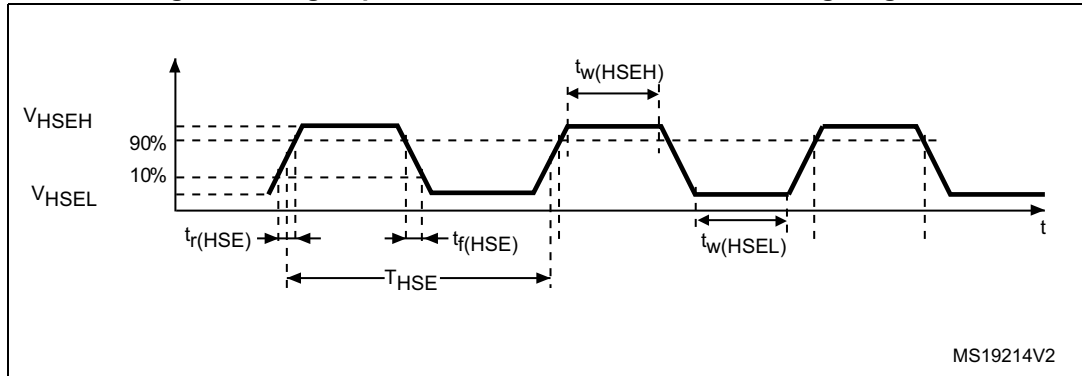 tw(HSEH)
VHSEH
90%
10%
VHSEL
tr(HSE)
tf(HSE)
tw(HSEL)
t
THSE
MS19214V2